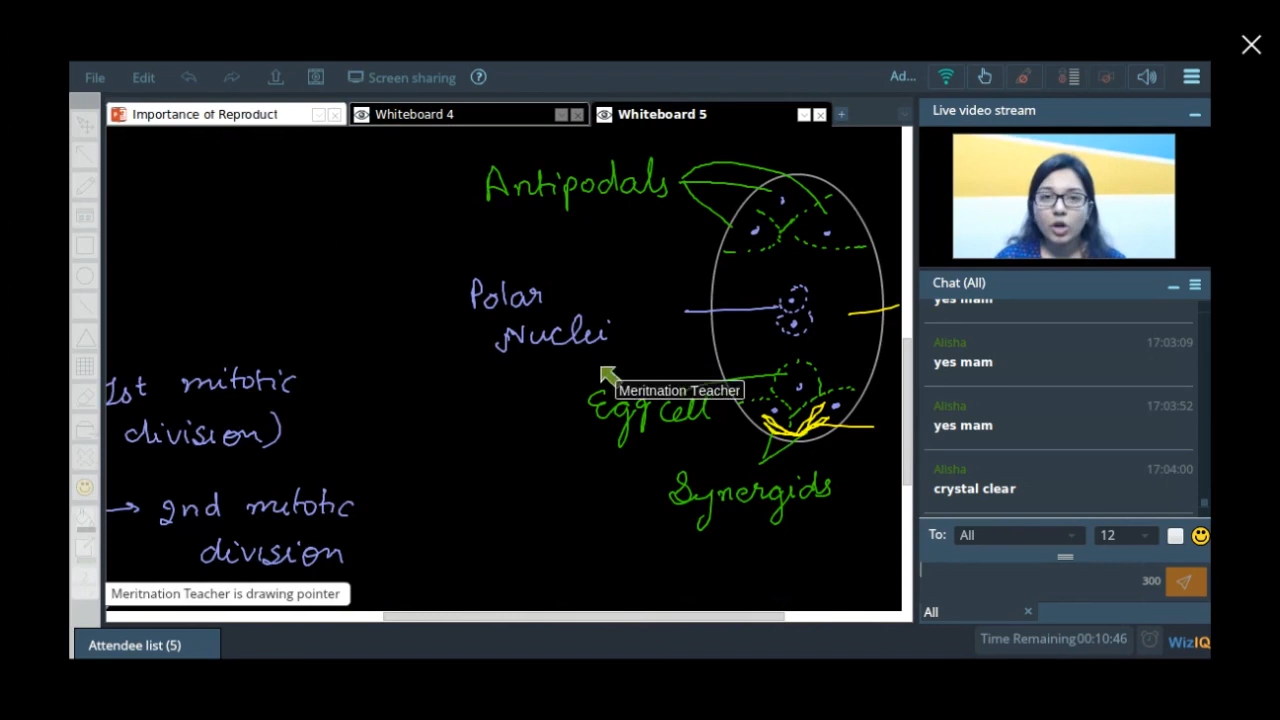 File Edit Screen sharing ? Ad...
Importance of Reproduct Whiteboard 4 Whiteboard 5 +
Live video stream
Antipodals
Polar
Nuclei
Meritnation Teacher
Egg cell
Synergids
1st mitotic
division)
→ 2nd mitotic
division
Meritnation Teacher is drawing pointer
Attendee list (5)
Chat (All)
yes mam
Alisha 17:03:09
yes mam
Alisha 17:03:52
yes mam
Alisha 17:04:00
crystal clear
To: All 12
300
All
Time Remaining 00:10:46 WizIQ